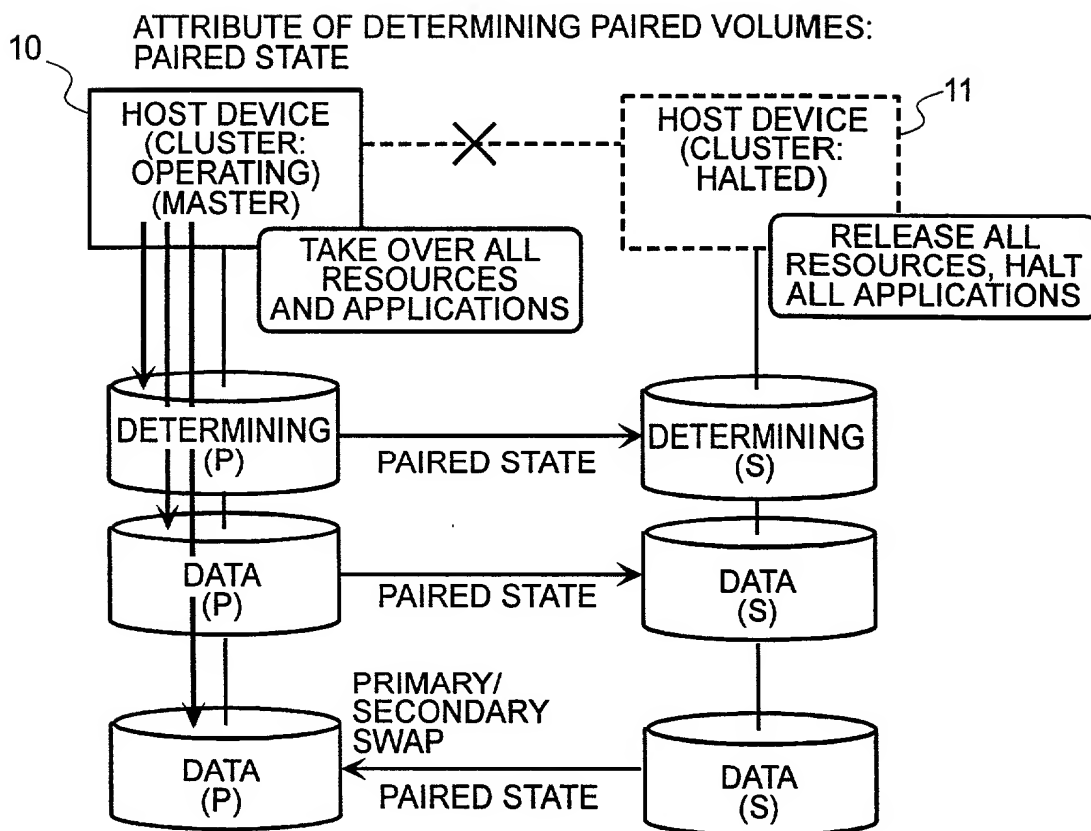 ATTRIBUTE OF DETERMINING PAIRED VOLUMES:
PAIRED STATE
10
HOST DEVICE
(CLUSTER:
OPERATING)
(MASTER)
11
HOST DEVICE
(CLUSTER:
HALTED)
TAKE OVER ALL
RESOURCES
AND APPLICATIONS
RELEASE ALL
RESOURCES, HALT
ALL APPLICATIONS
DETERMINING
(P)
PAIRED STATE
DETERMINING
(S)
DATA
(P)
PAIRED STATE
DATA
(S)
PRIMARY/
SECONDARY
SWAP
DATA
(P)
PAIRED STATE
DATA
(S)